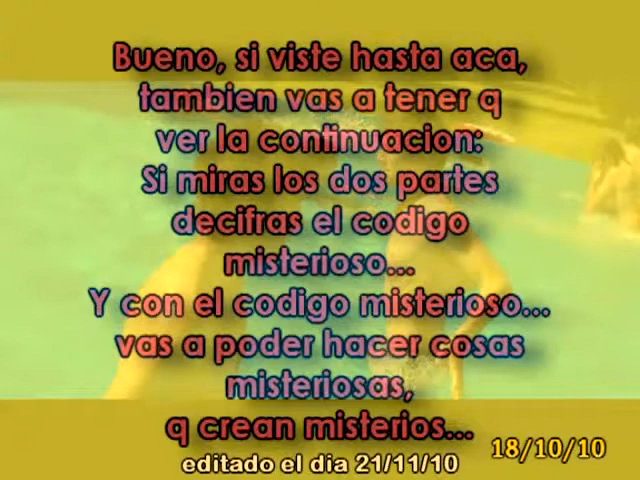 Bueno, si viste hasta aca,
tambien vas a tener q
ver la continuacion:
Si miras los dos partes
decifras el codigo
misterioso...
Y con el codigo misterioso...
vas a poder hacer cosas
misteriosas,
q crean misterios...
18/10/10
editado el dia 21/11/10